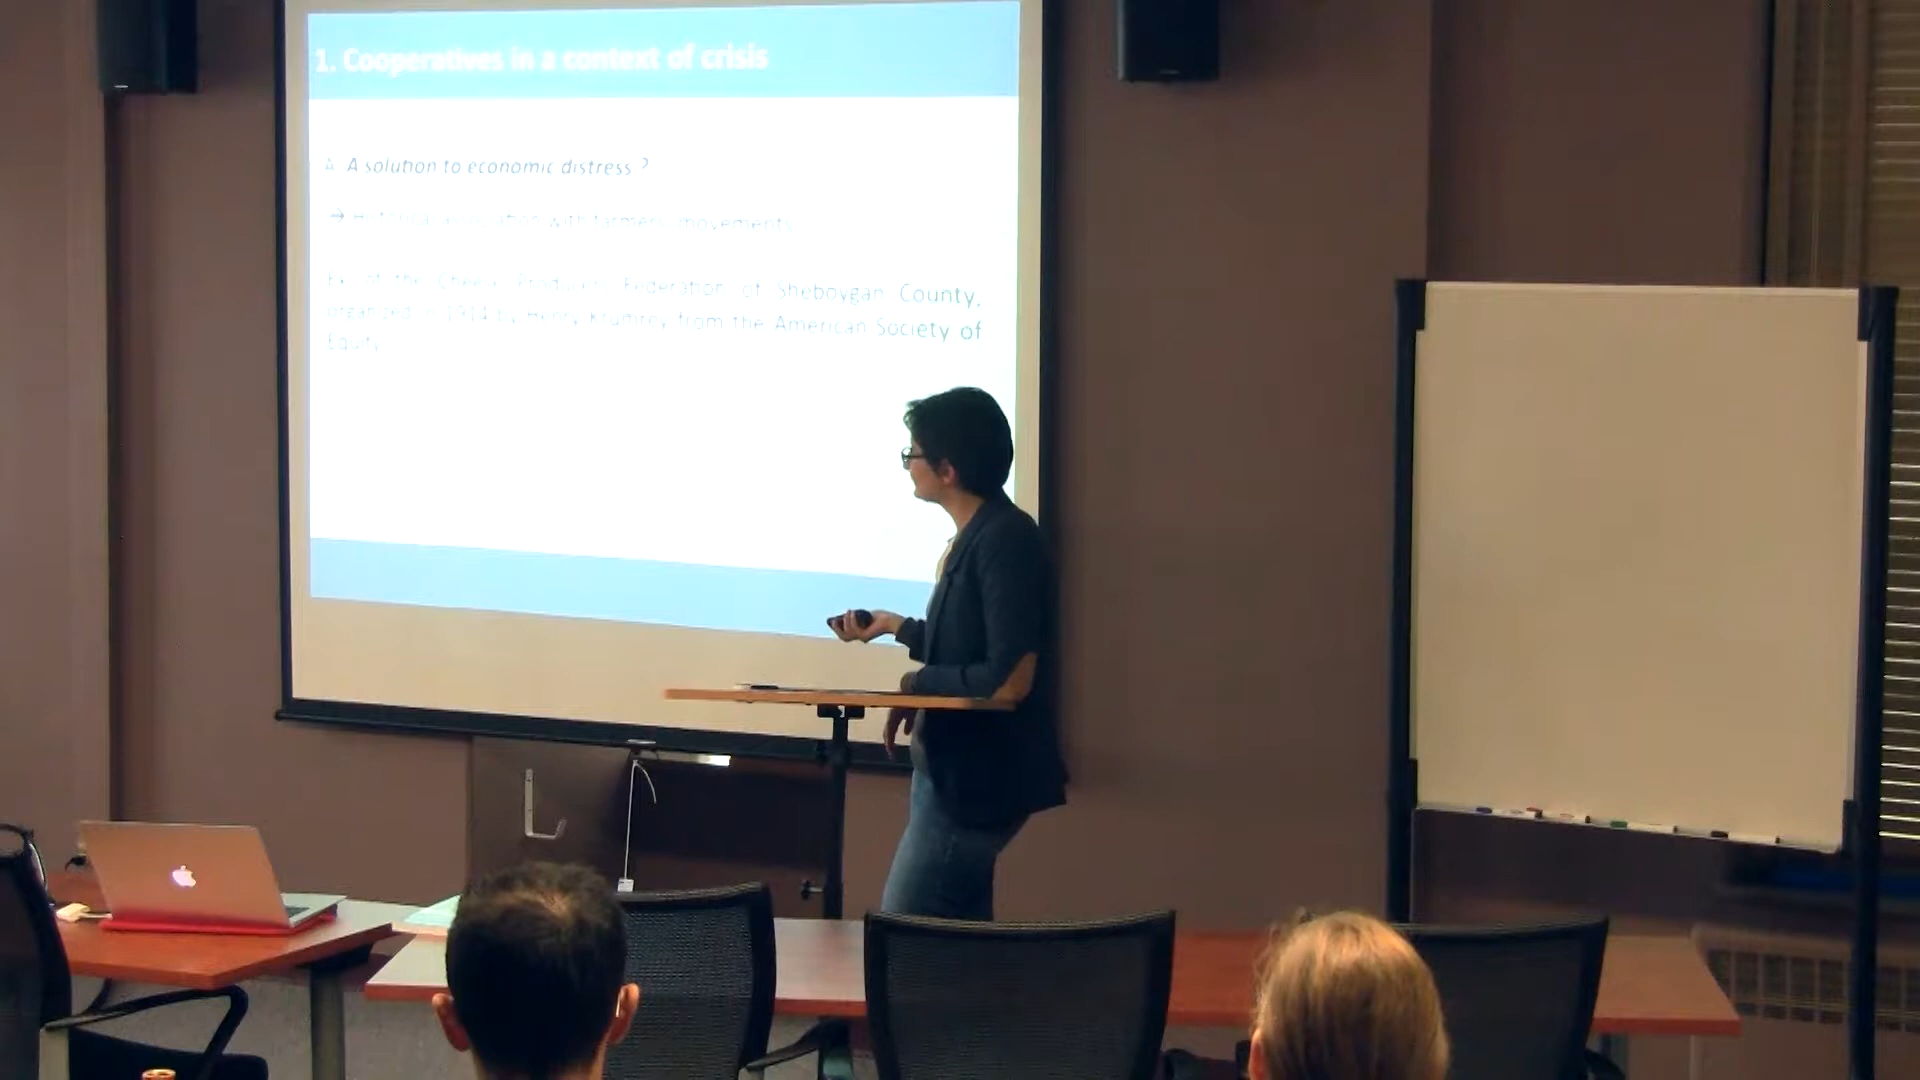 1. Cooperatives in a context of crisis
A. A solution to economic distress ?
→ Historical association with farmers' movements
Ex. of the Cheese Producers Federation of Sheboygan County,
organized in 1914 by Henry Krumrey from the American Society of
Equity